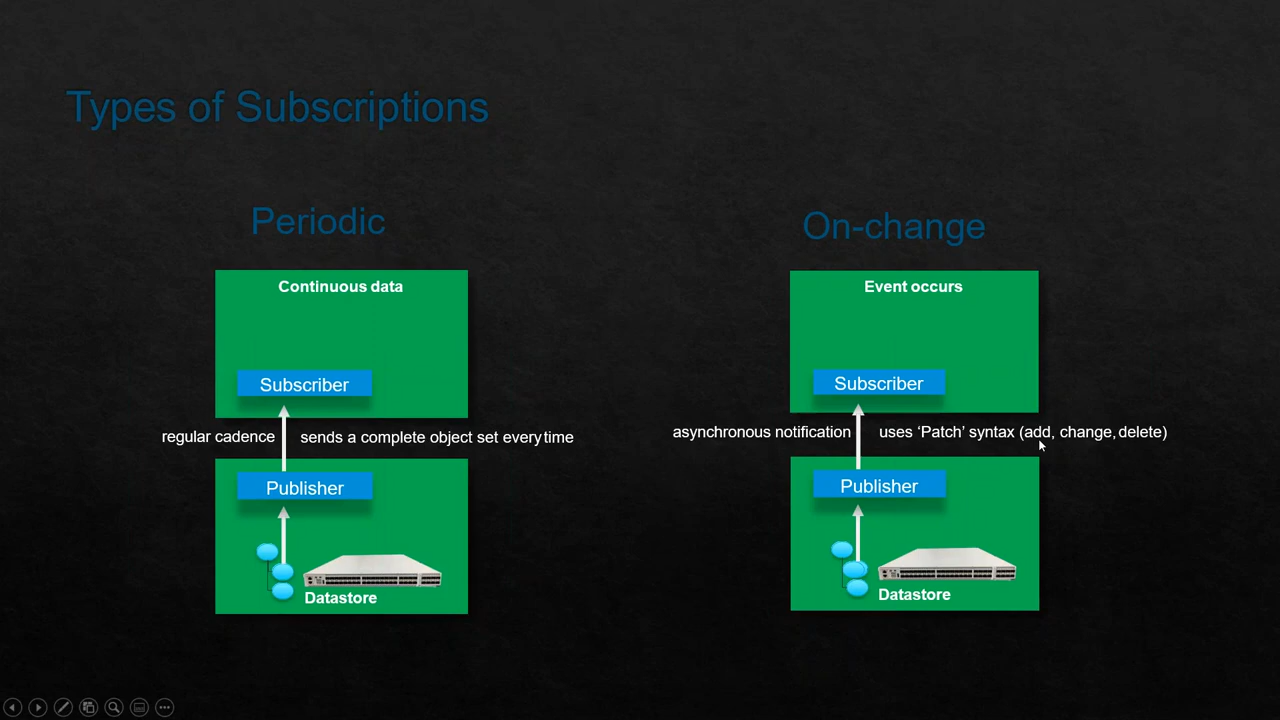 Types of Subscriptions
Periodic
Continuous data
Subscriber
regular cadence
sends a complete object set every time
Publisher
Datastore
On-change
Event occurs
Subscriber
asynchronous notification
uses ‘Patch’ syntax (add, change, delete)
Publisher
Datastore